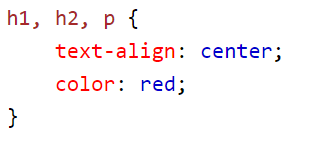 h1, h2, p {
    text-align: center;
    color: red;
}